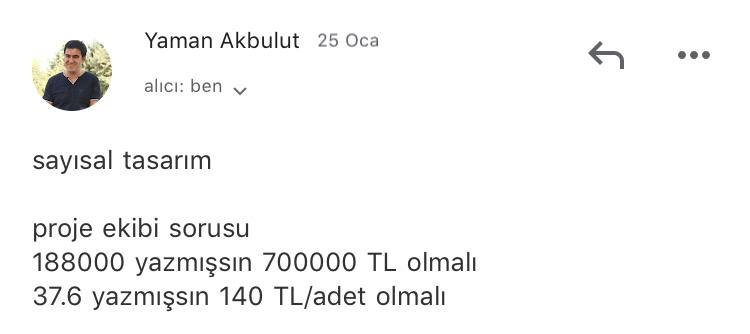 Yaman Akbulut 25 Oca
alıcı: ben
sayısal tasarım
proje ekibi sorusu
188000 yazmışsın 700000 TL olmalı
37.6 yazmışsın 140 TL/adet olmalı